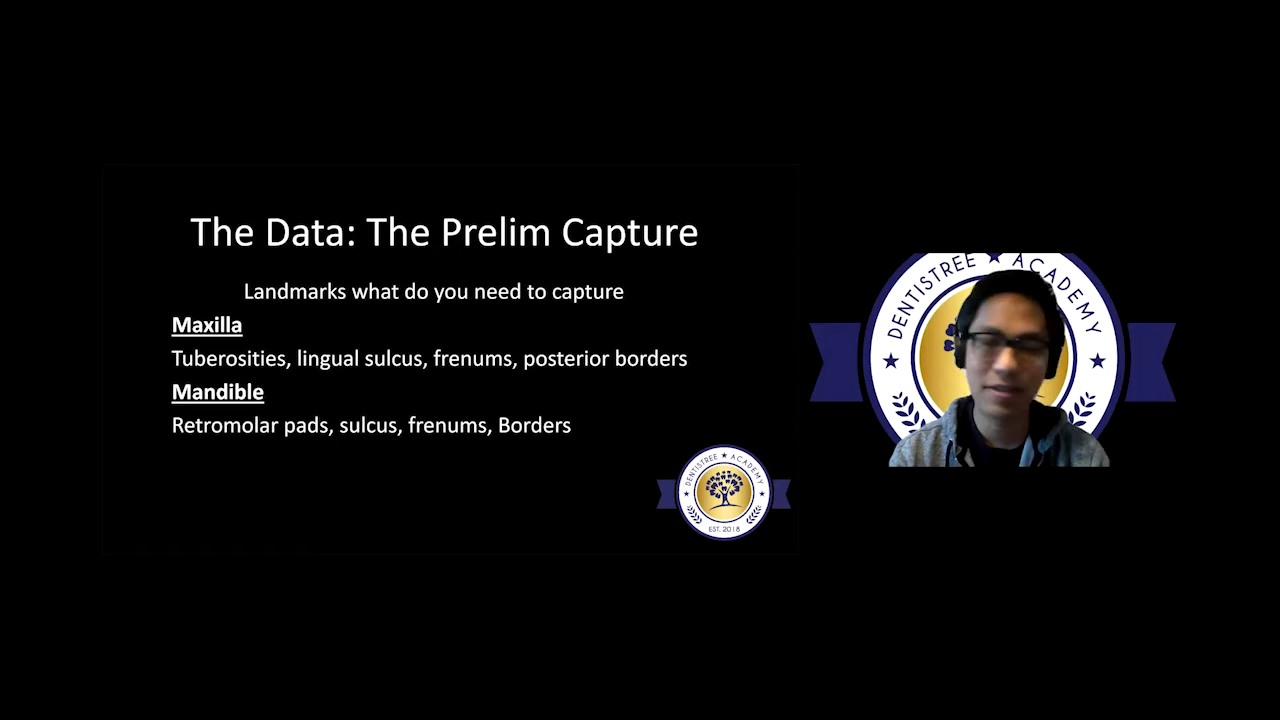 The Data: The Prelim Capture
Landmarks what do you need to capture
Maxilla
Tuberosities, lingual sulcus, frenums, posterior borders
Mandible
Retromolar pads, sulcus, frenums, Borders
DENTISTREE ★ ACADEMY
EST. 2018
DENTISTREE ★ ACADEMY